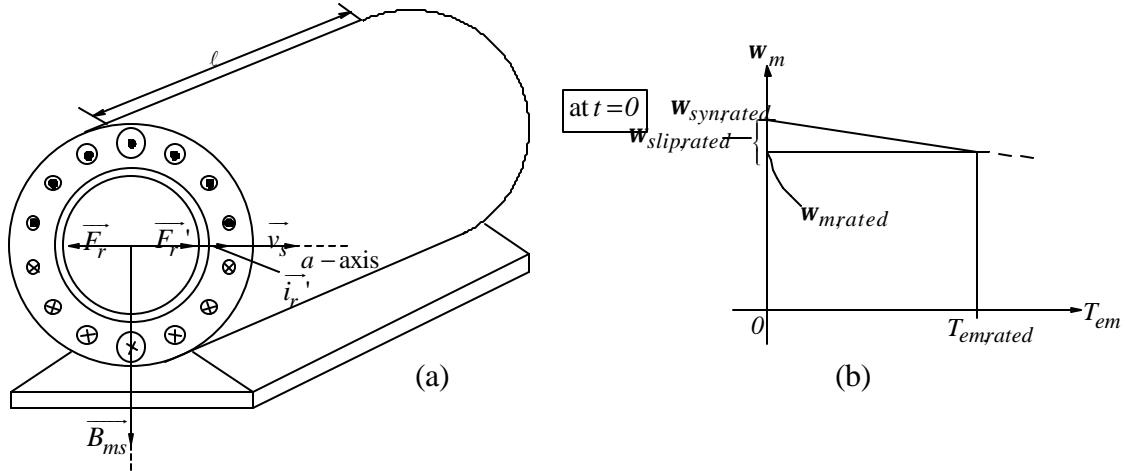 ℓ
F_r
F_r'
v_s
a – axis
i_r'
B_ms
(a)
at t = 0
w_m
w_syn,rated
w_slip,rated
w_m,rated
0
T_em,rated
T_em
(b)